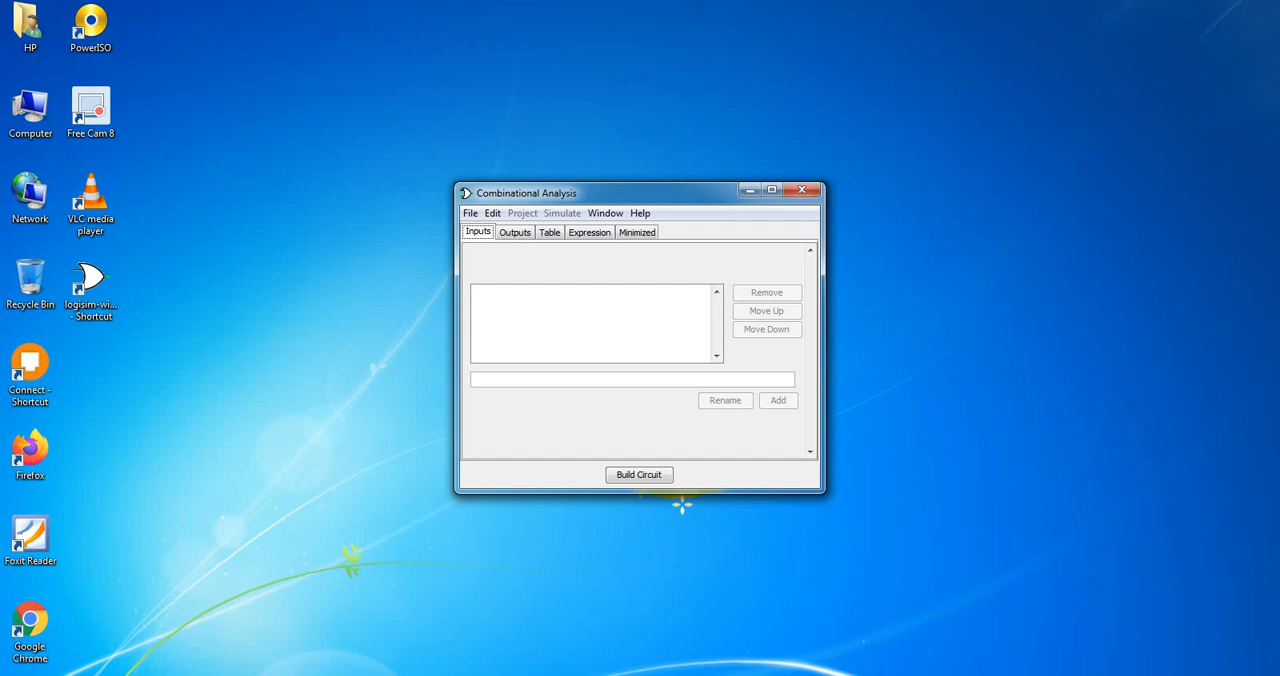 HP
PowerISO
Computer
Free Cam 8
Network
VLC media
player
Recycle Bin
logisim-wi...
- Shortcut
Connect -
Shortcut
Firefox
Foxit Reader
Google
Chrome
Combinational Analysis
File Edit Project Simulate Window Help
Inputs Outputs Table Expression Minimized
Remove
Move Up
Move Down
Rename Add
Build Circuit